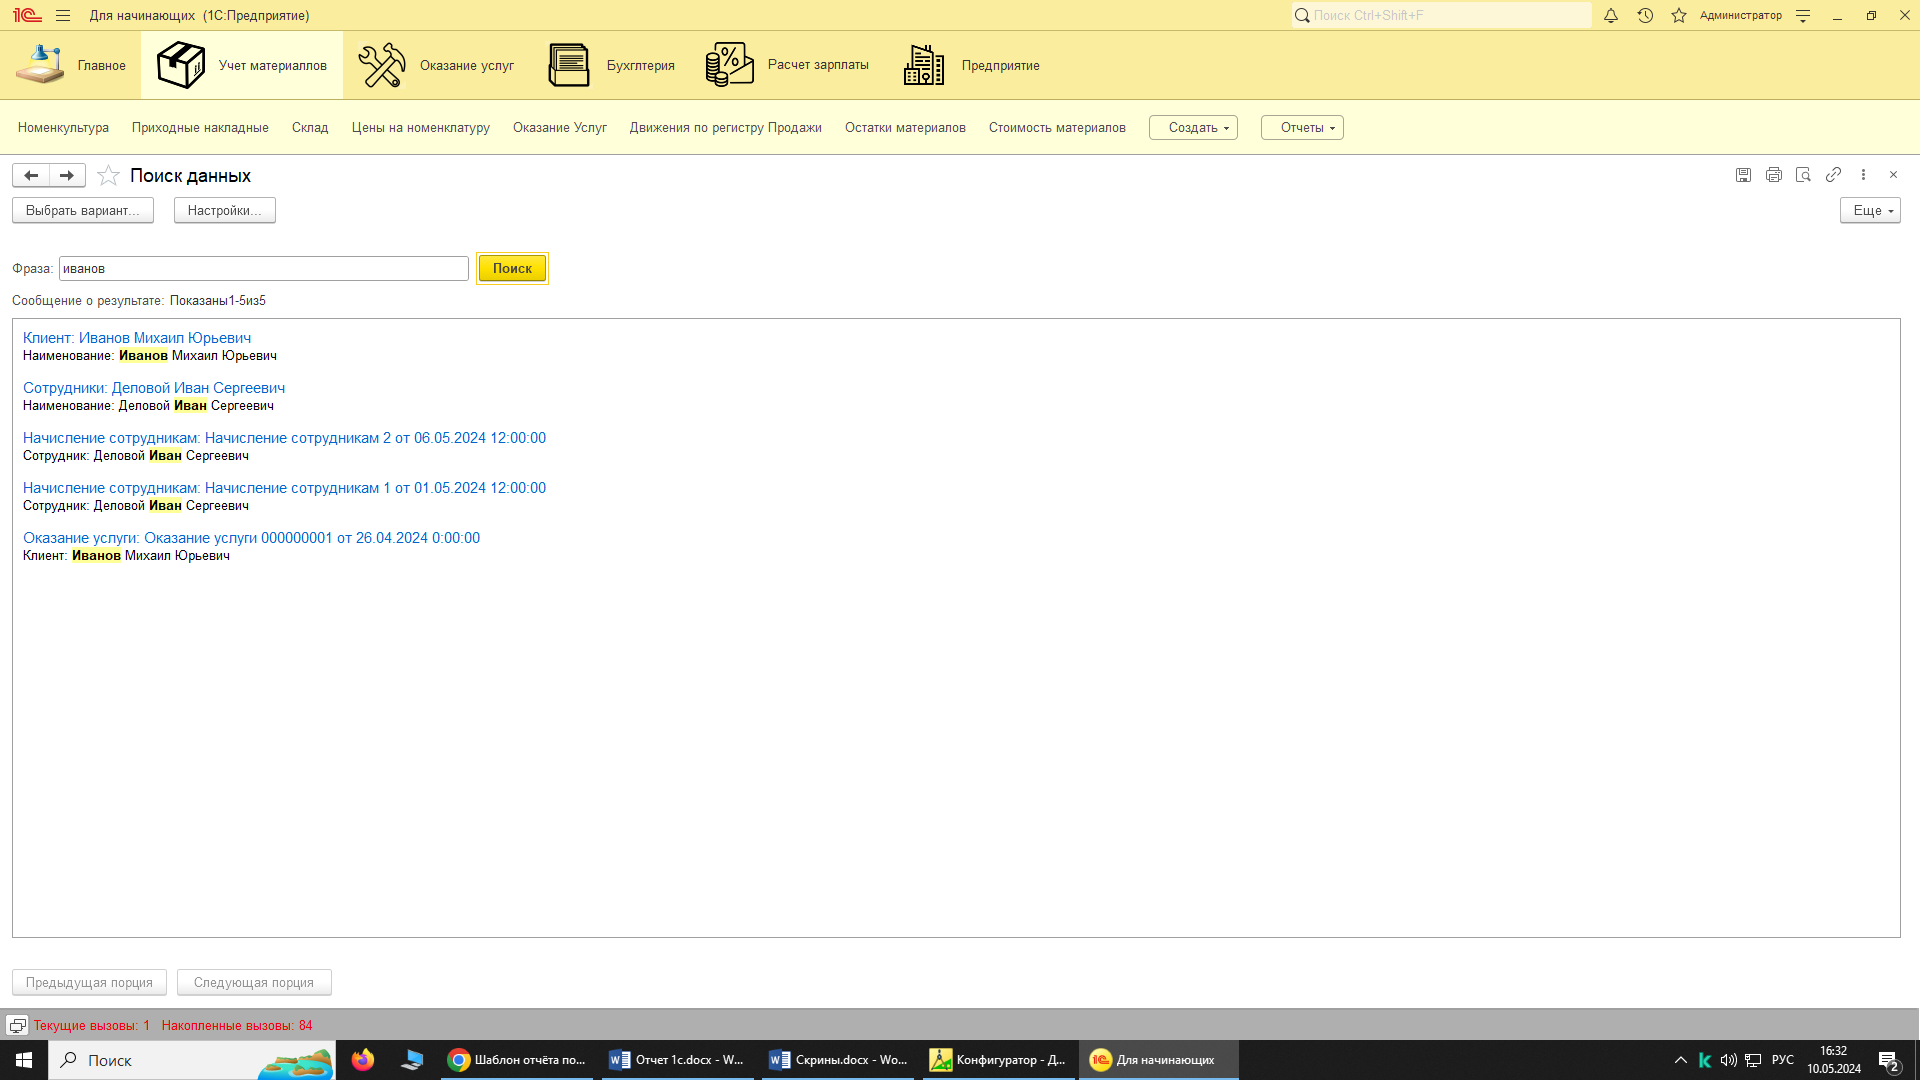 1С Для начинающих (1С:Предприятие)
Поиск Ctrl+Shift+F
Администратор
Главное
Учет материаллов
Оказание услуг
Бухглтерия
Расчет зарплаты
Предприятие
Номенкультура Приходные накладные Склад Цены на номенклатуру Оказание Услуг Движения по регистру Продажи Остатки материалов Стоимость материалов Создать Отчеты
Поиск данных
Выбрать вариант... Настройки... Еще
Фраза: иванов Поиск
Сообщение о результате: Показаны1-5из5
Клиент: Иванов Михаил Юрьевич
Наименование: Иванов Михаил Юрьевич
Сотрудники: Деловой Иван Сергеевич
Наименование: Деловой Иван Сергеевич
Начисление сотрудникам: Начисление сотрудникам 2 от 06.05.2024 12:00:00
Сотрудник: Деловой Иван Сергеевич
Начисление сотрудникам: Начисление сотрудникам 1 от 01.05.2024 12:00:00
Сотрудник: Деловой Иван Сергеевич
Оказание услуги: Оказание услуги 000000001 от 26.04.2024 0:00:00
Клиент: Иванов Михаил Юрьевич
Предыдущая порция Следующая порция
Текущие вызовы: 1 Накопленные вызовы: 84
Поиск
Шаблон отчёта по...
Отчет 1с.docx - W...
Скрины.docx - Wo...
Конфигуратор - Д...
Для начинающих
РУС
16:32
10.05.2024
2